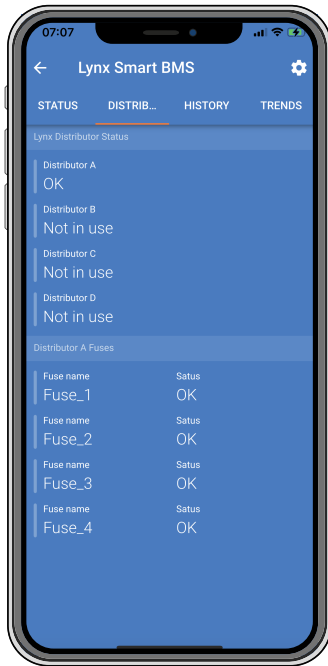 07:07
Lynx Smart BMS
STATUS DISTRIB... HISTORY TRENDS
Lynx Distributor Status
Distributor A
OK
Distributor B
Not in use
Distributor C
Not in use
Distributor D
Not in use
Distributor A Fuses
Fuse name Satus
Fuse_1 OK
Fuse name Satus
Fuse_2 OK
Fuse name Satus
Fuse_3 OK
Fuse name Satus
Fuse_4 OK